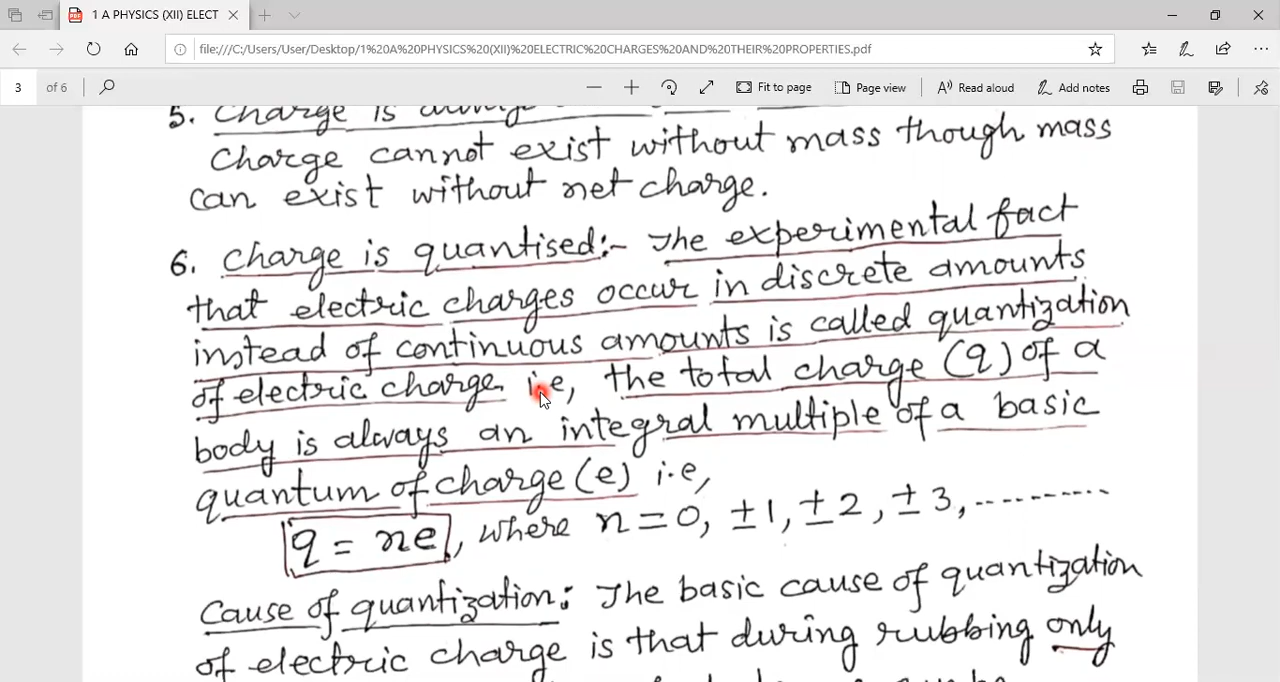 1 A PHYSICS (XII) ELECT
file:///C:/Users/User/Desktop/1%20A%20PHYSICS%20(XII)%20ELECTRIC%20CHARGES%20AND%20THEIR%20PROPERTIES.pdf
3 of 6 Fit to page Page view Read aloud Add notes
5. Charge is
Charge cannot exist without mass though mass
can exist without net charge.
6. Charge is quantised:- The experimental fact
that electric charges occur in discrete amounts
instead of continuous amounts is called quantization
of electric charge. i.e, the total charge (q) of a
body is always an integral multiple of a basic
quantum of charge (e) i.e,
q = ne, where n = 0, ±1, ±2, ±3, ----------
Cause of quantization: The basic cause of quantization
of electric charge is that during rubbing only